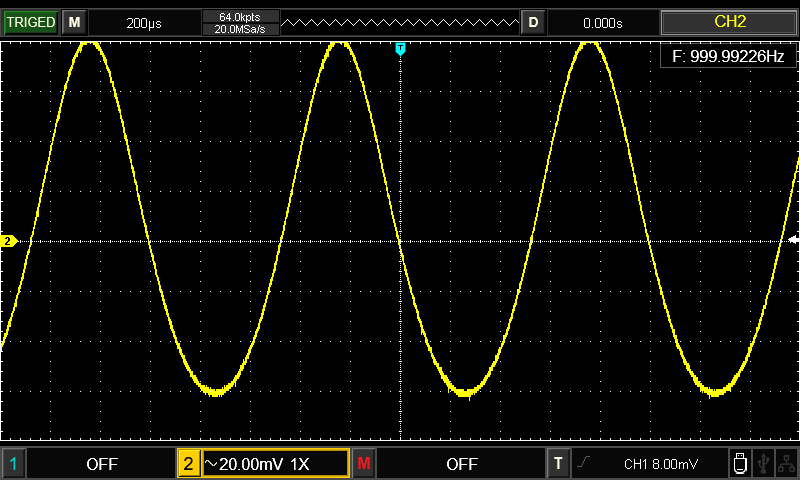 TRIGED M 200μs 64.0kpts D 0.000s CH2
20.0MSa/s
T
F: 999.99226Hz
2
1 OFF 2 ~20.00mV 1X M OFF T CH1 8.00mV